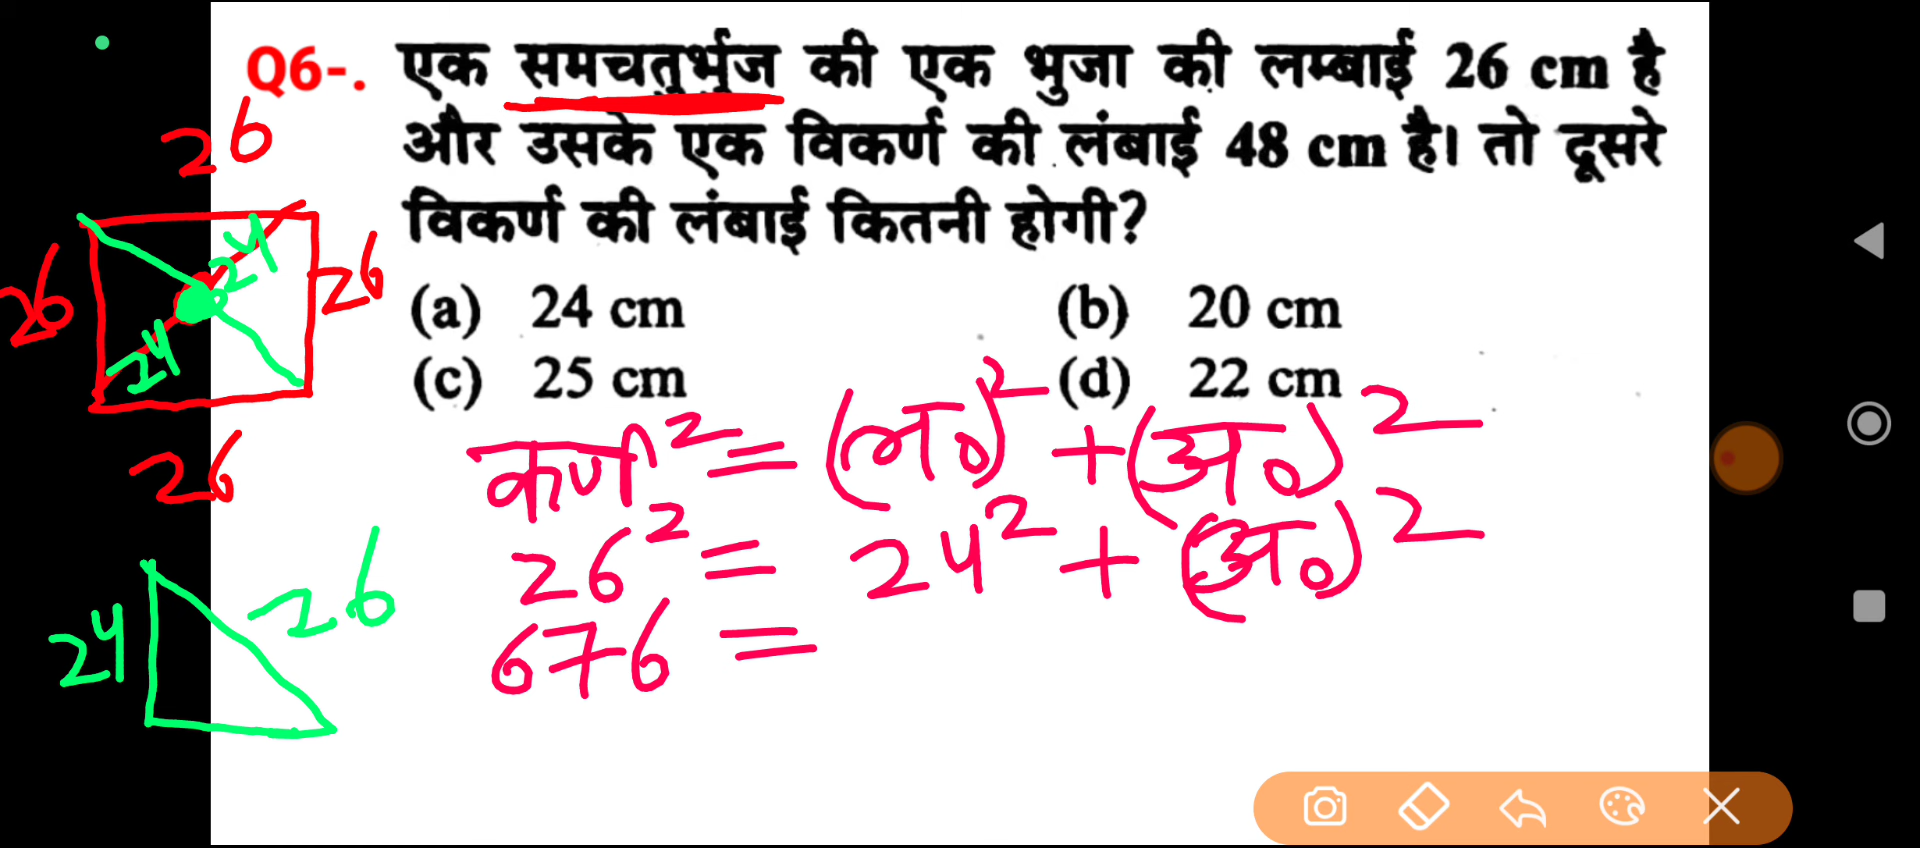 Q6-. एक समचतुर्भुज की एक भुजा की लम्बाई 26 cm है
और उसके एक विकर्ण की लंबाई 48 cm है। तो दूसरे
विकर्ण की लंबाई कितनी होगी?
(a) 24 cm (b) 20 cm
(c) 25 cm (d) 22 cm
26
26
24
24
26
26
कर्ण² = (ल०)² + (अ०)²
26² = 24² + (अ०)²
676 =
24
26